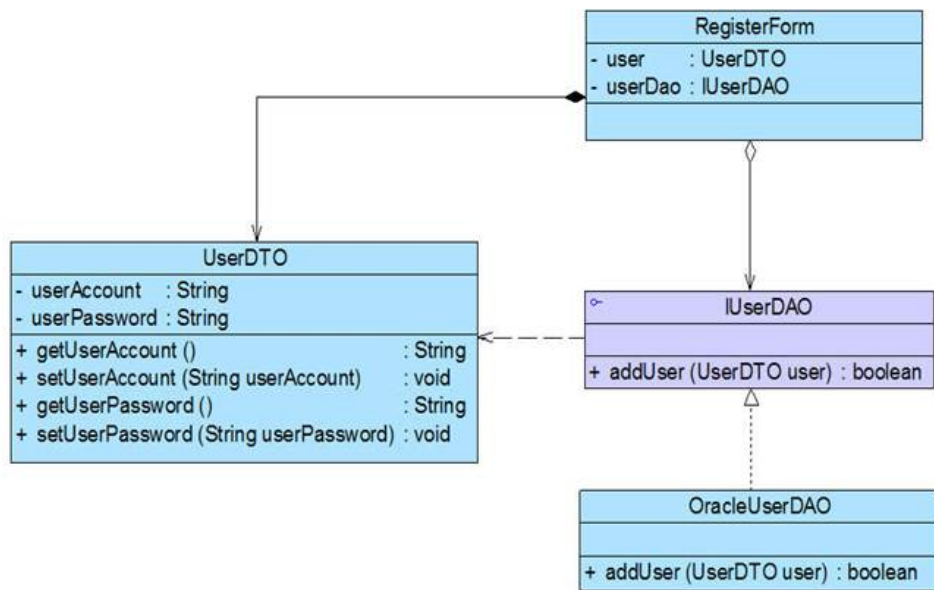 RegisterForm
- user : UserDTO
- userDao : IUserDAO
UserDTO
- userAccount : String
- userPassword : String
+ getUserAccount () : String
+ setUserAccount (String userAccount) : void
+ getUserPassword () : String
+ setUserPassword (String userPassword) : void
IUserDAO
+ addUser (UserDTO user) : boolean
OracleUserDAO
+ addUser (UserDTO user) : boolean